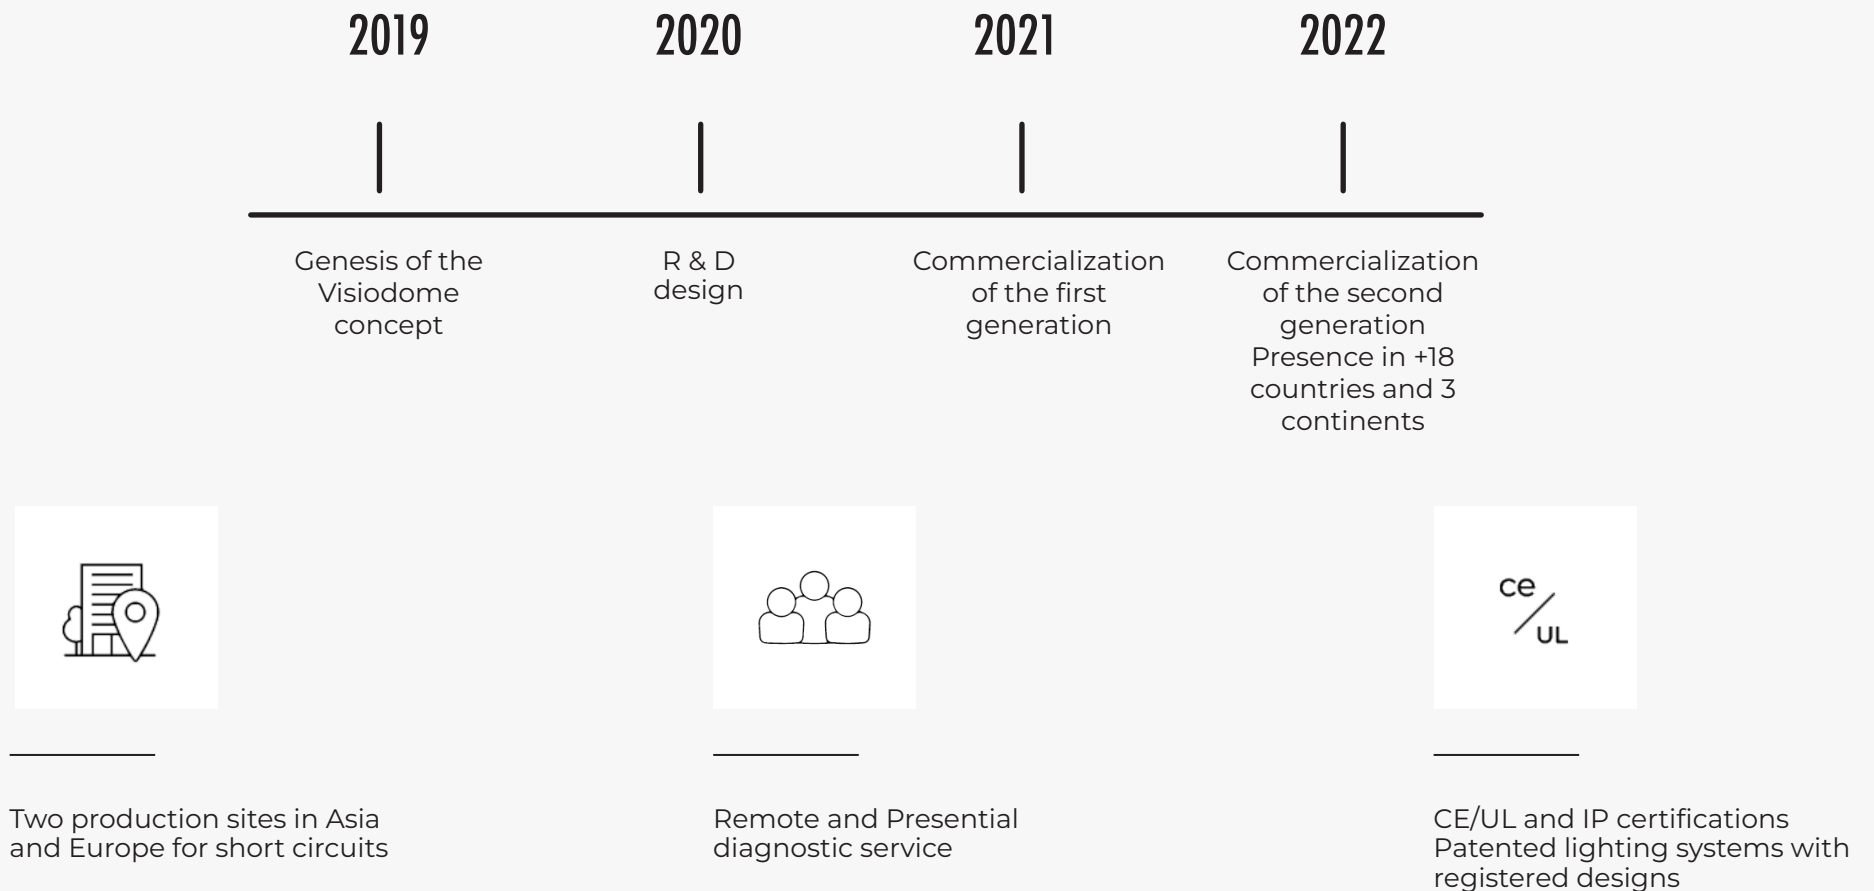 2019
2020
2021
2022
Genesis of the
Visiodome
concept
R & D
design
Commercialization
of the first
generation
Commercialization
of the second
generation
Presence in +18
countries and 3
continents
ce
UL
Two production sites in Asia
and Europe for short circuits
Remote and Presential
diagnostic service
CE/UL and IP certifications
Patented lighting systems with
registered designs